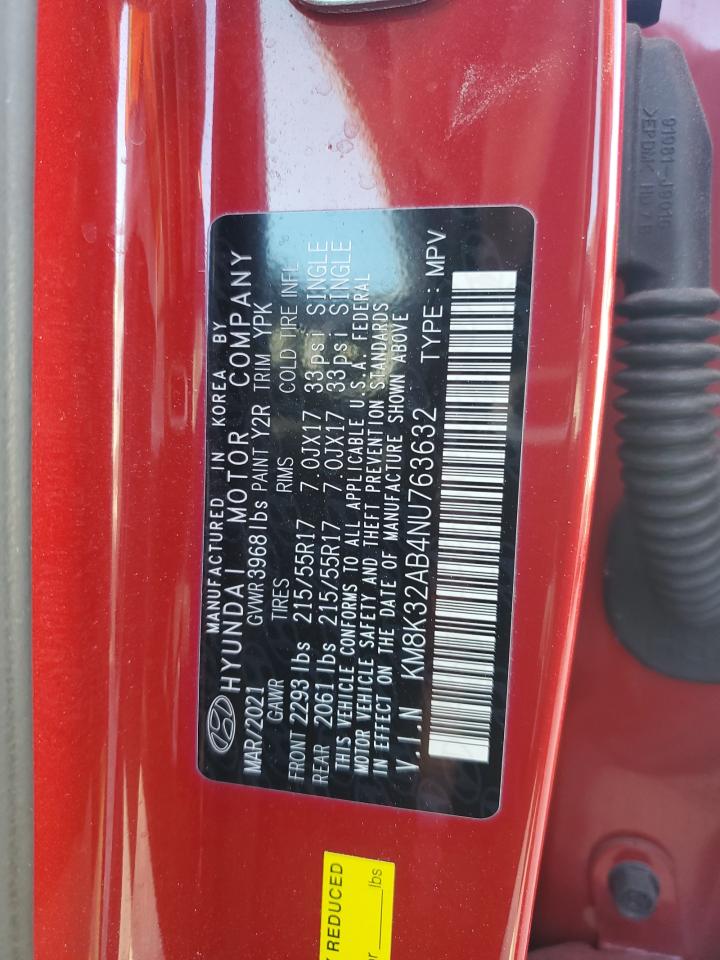 MANUFACTURED IN KOREA BY
HYUNDAI MOTOR COMPANY
MAR/2021 GVWR 3968 lbs PAINT Y2R TRIM YPK
GAWR TIRES RIMS COLD TIRE INFL
FRONT 2293 lbs 215/55R17 7.0JX17 33psi SINGLE
REAR 2061 lbs 215/55R17 7.0JX17 33psi SINGLE
THIS VEHICLE CONFORMS TO ALL APPLICABLE U.S.A. FEDERAL
MOTOR VEHICLE SAFETY AND THEFT PREVENTION STANDARDS
IN EFFECT ON THE DATE OF MANUFACTURE SHOWN ABOVE
V.I.N KM8K32AB4NU763632 TYPE : MPV
REDUCED
lbs
91981-J9010
>EPDM<